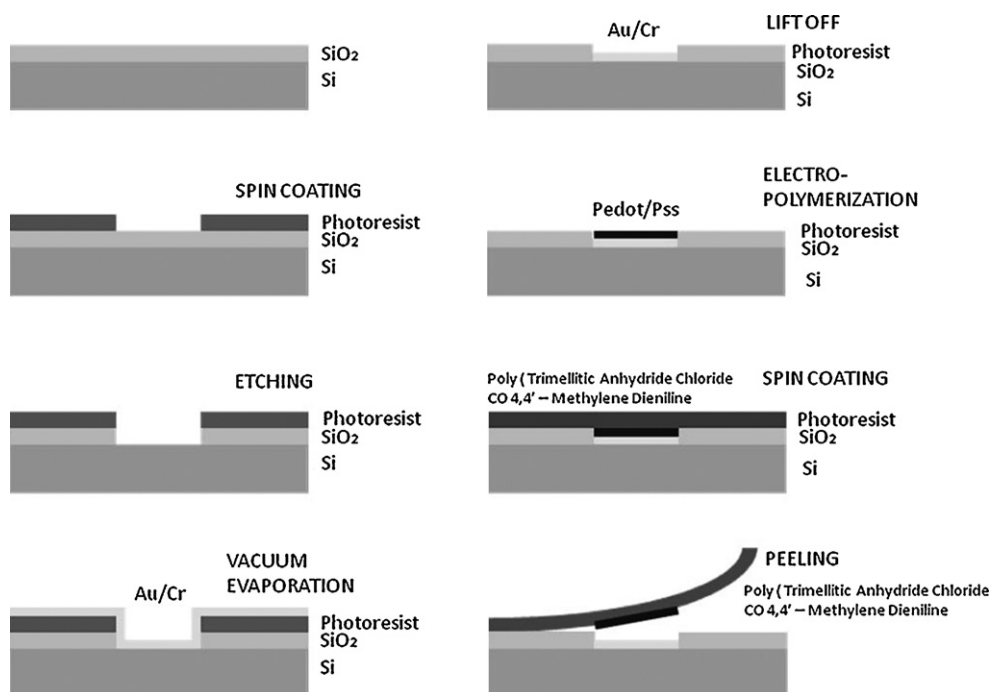 SiO₂
Si
SPIN COATING
Photoresist
SiO₂
Si
ETCHING
Photoresist
SiO₂
Si
VACUUM
EVAPORATION
Au/Cr
Photoresist
SiO₂
Si
LIFT OFF
Au/Cr
Photoresist
SiO₂
Si
ELECTRO-
POLYMERIZATION
Pedot/Pss
Photoresist
SiO₂
Si
Poly ( Trimellitic Anhydride Chloride
CO 4,4' – Methylene Dieniline
SPIN COATING
Photoresist
SiO₂
Si
PEELING
Poly ( Trimellitic Anhydride Chloride
CO 4,4' – Methylene Dieniline